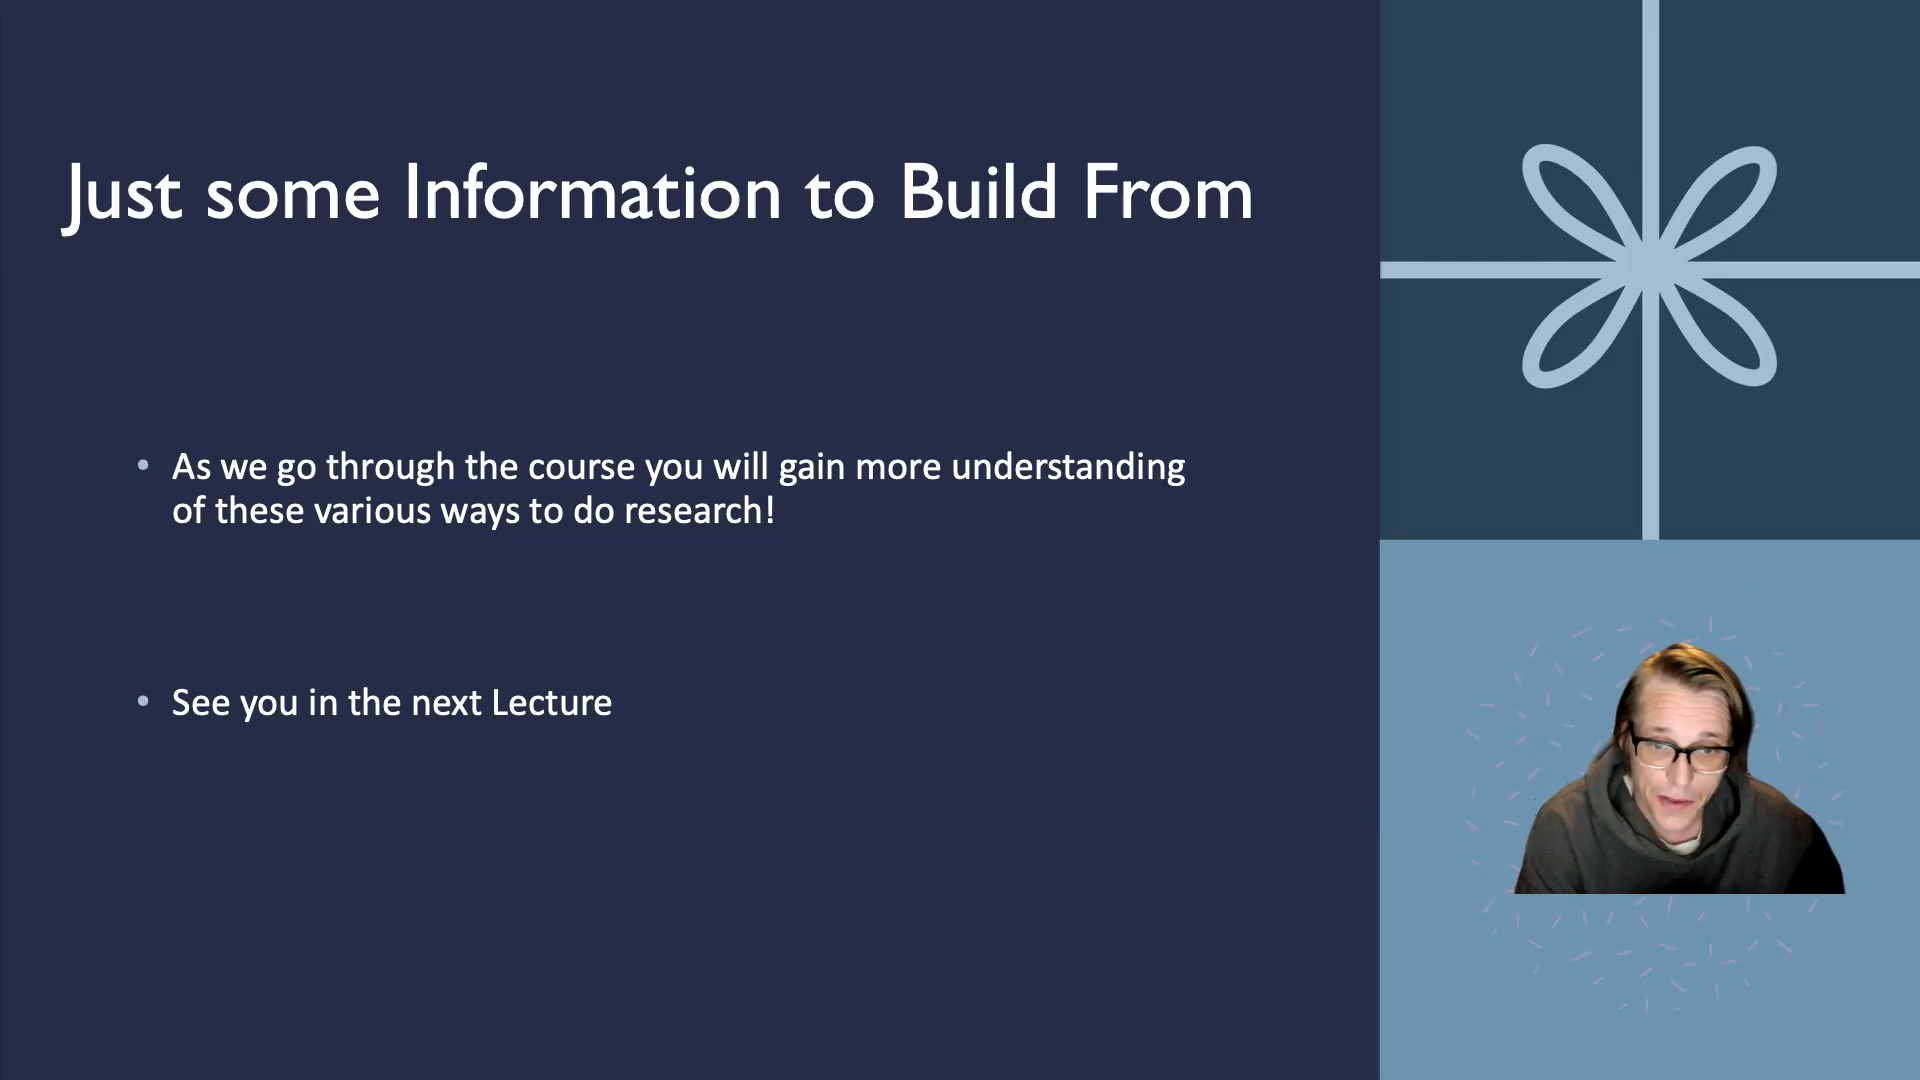 Just some Information to Build From
• As we go through the course you will gain more understanding
of these various ways to do research!
• See you in the next Lecture